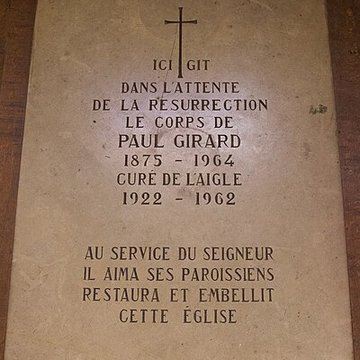 ICI GIT
DANS L'ATTENTE
DE LA RESURRECTION
LE CORPS DE
PAUL GIRARD
1875 - 1964
CURÉ DE L'AIGLE
1922 - 1962
AU SERVICE DU SEIGNEUR
IL AIMA SES PAROISSIENS
RESTAURA ET EMBELLIT
CETTE ÉGLISE